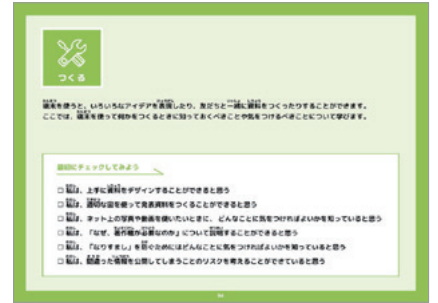 つくる
端末を使うと、いろいろなアイデアを表現したり、友だちと一緒に資料をつくったりすることができます。
ここでは、端末を使って何かをつくるときに知っておくべきことや気をつけるべきことについて学びます。
最初にチェックしてみよう
□ 私は、上手に資料をデザインすることができると思う
□ 私は、適切な図を使って発表資料をつくることができると思う
□ 私は、ネット上の写真や動画を使いたいときに、どんなことに気をつければよいかを知っていると思う
□ 私は、「なぜ、著作権が必要なのか」について説明することができると思う
□ 私は、「なりすまし」を防ぐためにはどんなことに気をつければよいかを知っていると思う
□ 私は、間違った情報を公開してしまうことのリスクを考えることができていると思う